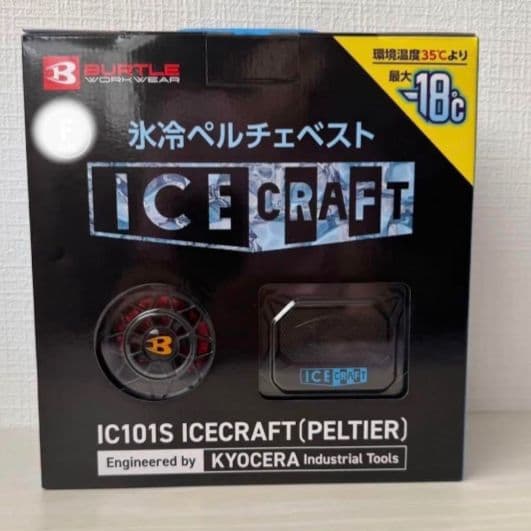 BURTLE
WORKWEAR
環境温度35℃より
最大-18℃
氷冷ペルチェベスト
ICE CRAFT
ICE CRAFT
IC101S ICECRAFT(PELTIER)
Engineered by KYOCERA Industrial Tools